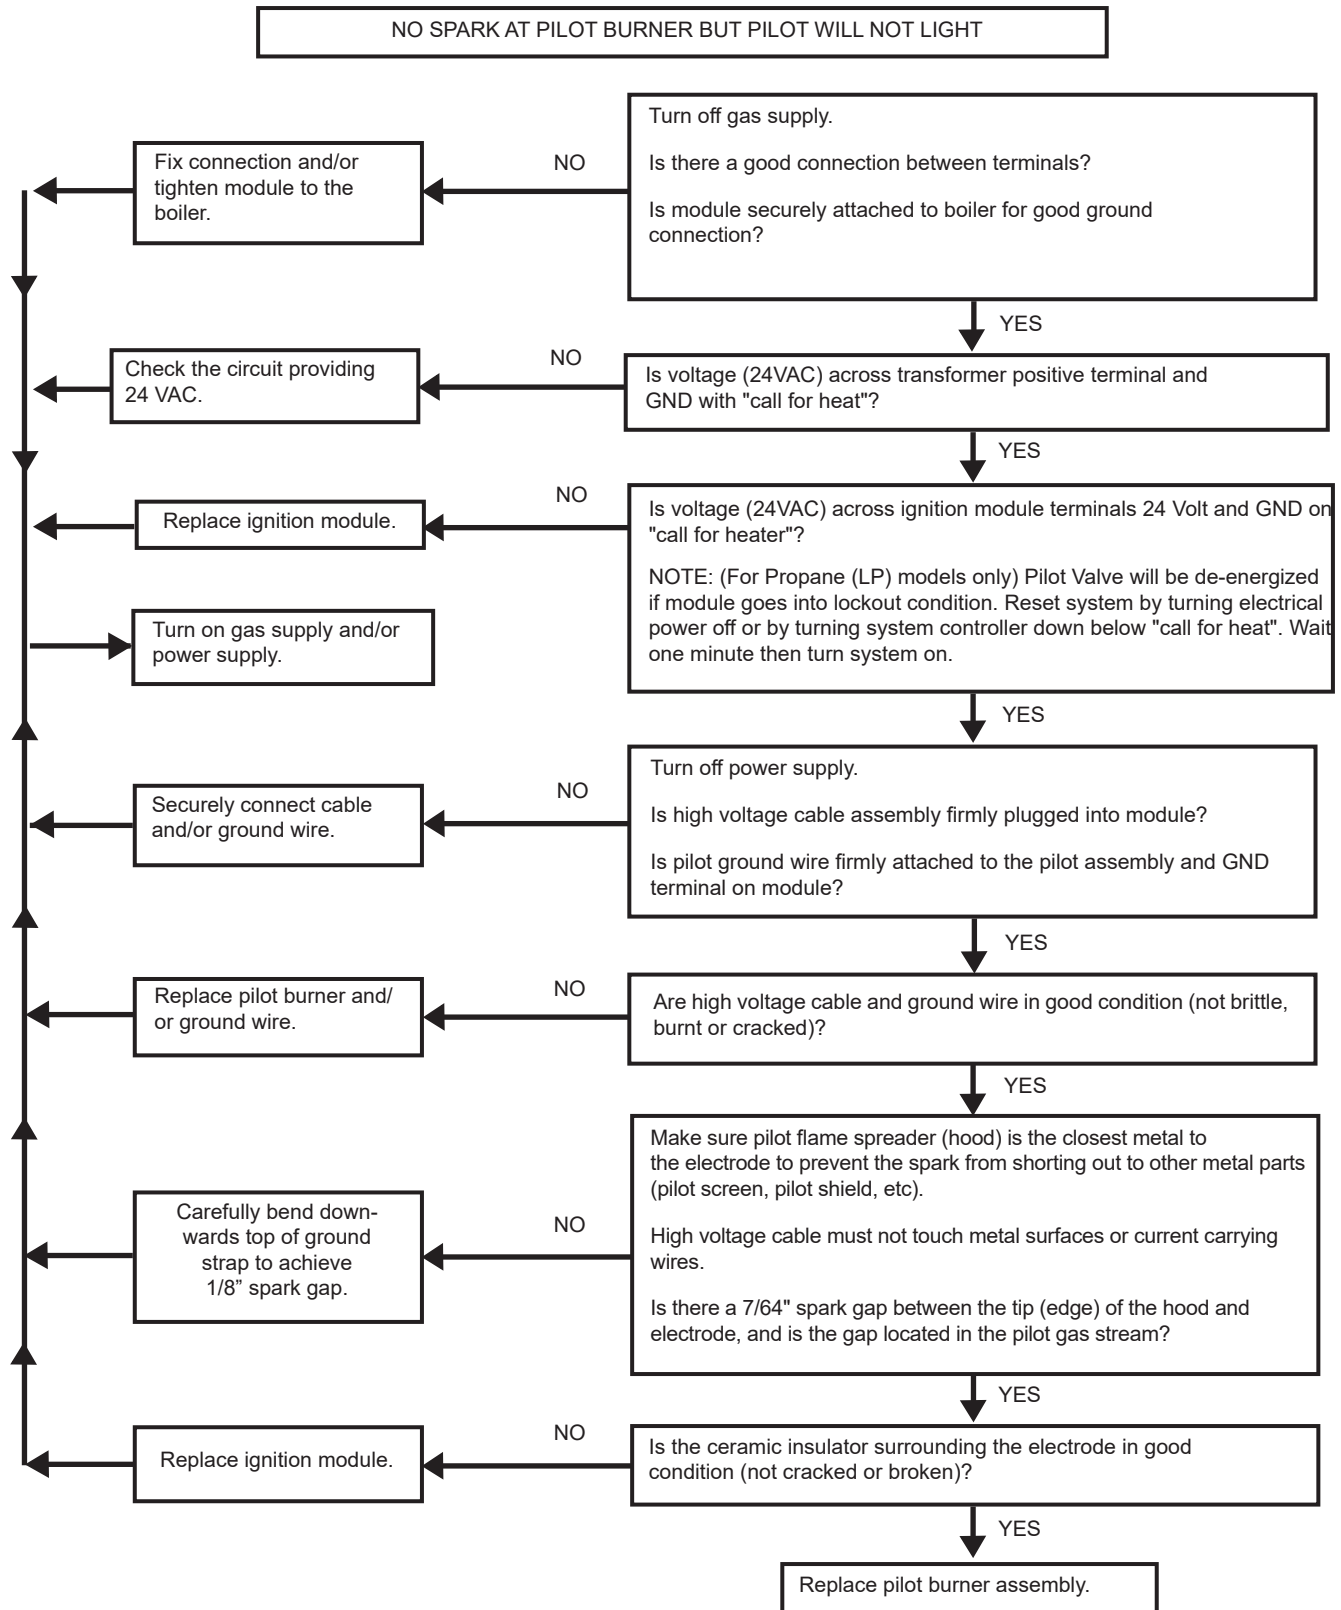 NO SPARK AT PILOT BURNER BUT PILOT WILL NOT LIGHT
Turn off gas supply.
Is there a good connection between terminals?
Is module securely attached to boiler for good ground
connection?
NO
Fix connection and/or
tighten module to the
boiler.
YES
Is voltage (24VAC) across transformer positive terminal and
GND with "call for heat"?
NO
Check the circuit providing
24 VAC.
YES
Is voltage (24VAC) across ignition module terminals 24 Volt and GND on
"call for heater"?
NOTE: (For Propane (LP) models only) Pilot Valve will be de-energized
if module goes into lockout condition. Reset system by turning electrical
power off or by turning system controller down below "call for heat". Wait
one minute then turn system on.
NO
Replace ignition module.
Turn on gas supply and/or
power supply.
YES
Turn off power supply.
Is high voltage cable assembly firmly plugged into module?
Is pilot ground wire firmly attached to the pilot assembly and GND
terminal on module?
NO
Securely connect cable
and/or ground wire.
YES
Are high voltage cable and ground wire in good condition (not brittle,
burnt or cracked)?
NO
Replace pilot burner and/
or ground wire.
YES
Make sure pilot flame spreader (hood) is the closest metal to
the electrode to prevent the spark from shorting out to other metal parts
(pilot screen, pilot shield, etc).
High voltage cable must not touch metal surfaces or current carrying
wires.
Is there a 7/64" spark gap between the tip (edge) of the hood and
electrode, and is the gap located in the pilot gas stream?
NO
Carefully bend down-
wards top of ground
strap to achieve
1/8” spark gap.
YES
Is the ceramic insulator surrounding the electrode in good
condition (not cracked or broken)?
NO
Replace ignition module.
YES
Replace pilot burner assembly.